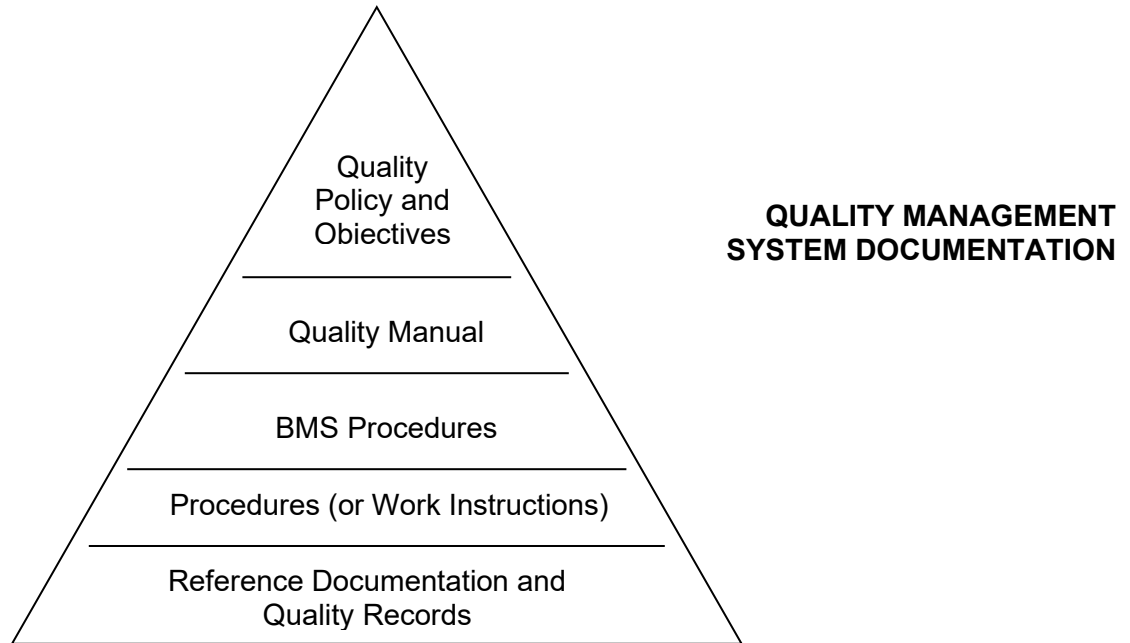 Quality
Policy and
Objectives
QUALITY MANAGEMENT
SYSTEM DOCUMENTATION
Quality Manual
BMS Procedures
Procedures (or Work Instructions)
Reference Documentation and
Quality Records